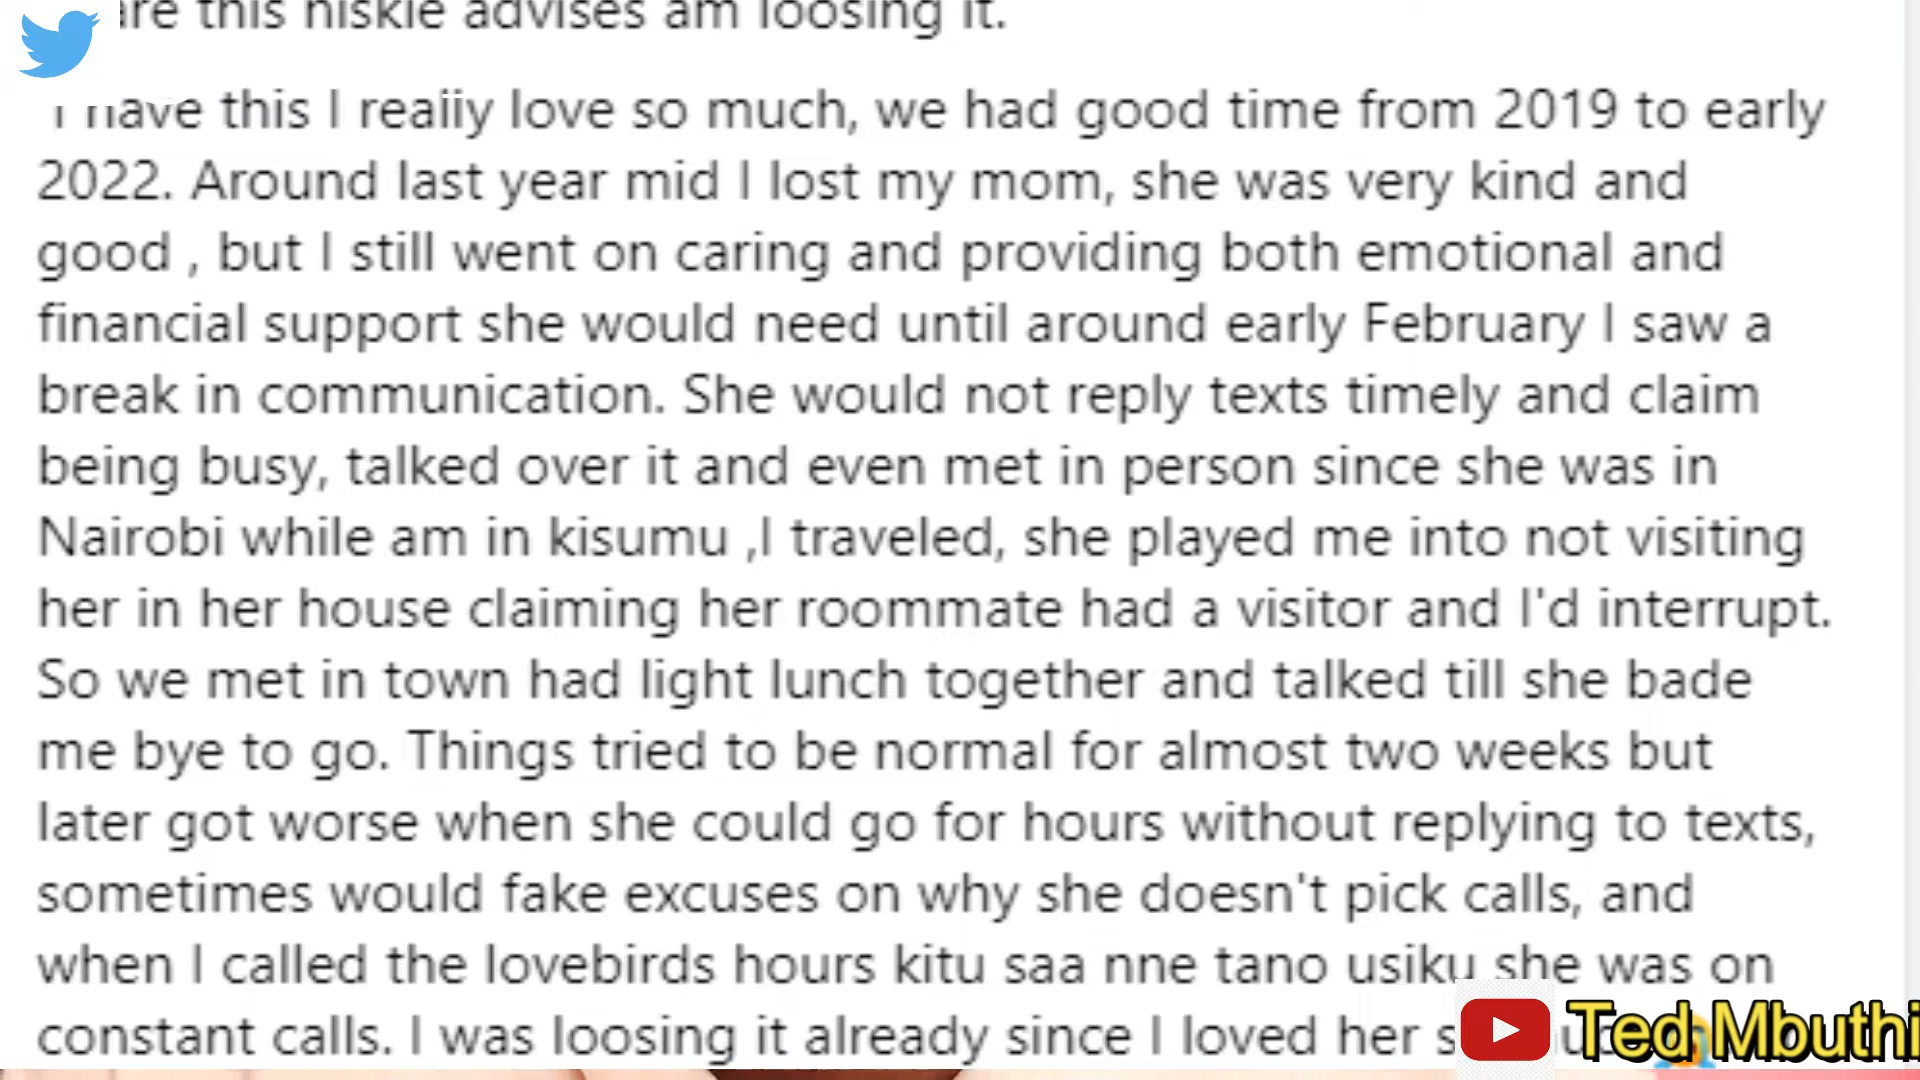 this niskie advises am loosing it.
I have this I really love so much, we had good time from 2019 to early
2022. Around last year mid I lost my mom, she was very kind and
good , but I still went on caring and providing both emotional and
financial support she would need until around early February I saw a
break in communication. She would not reply texts timely and claim
being busy, talked over it and even met in person since she was in
Nairobi while am in kisumu ,I traveled, she played me into not visiting
her in her house claiming her roommate had a visitor and I'd interrupt.
So we met in town had light lunch together and talked till she bade
me bye to go. Things tried to be normal for almost two weeks but
later got worse when she could go for hours without replying to texts,
sometimes would fake excuses on why she doesn't pick calls, and
when I called the lovebirds hours kitu saa nne tano usiku she was on
constant calls. I was loosing it already since I loved her
Ted Mbuthi